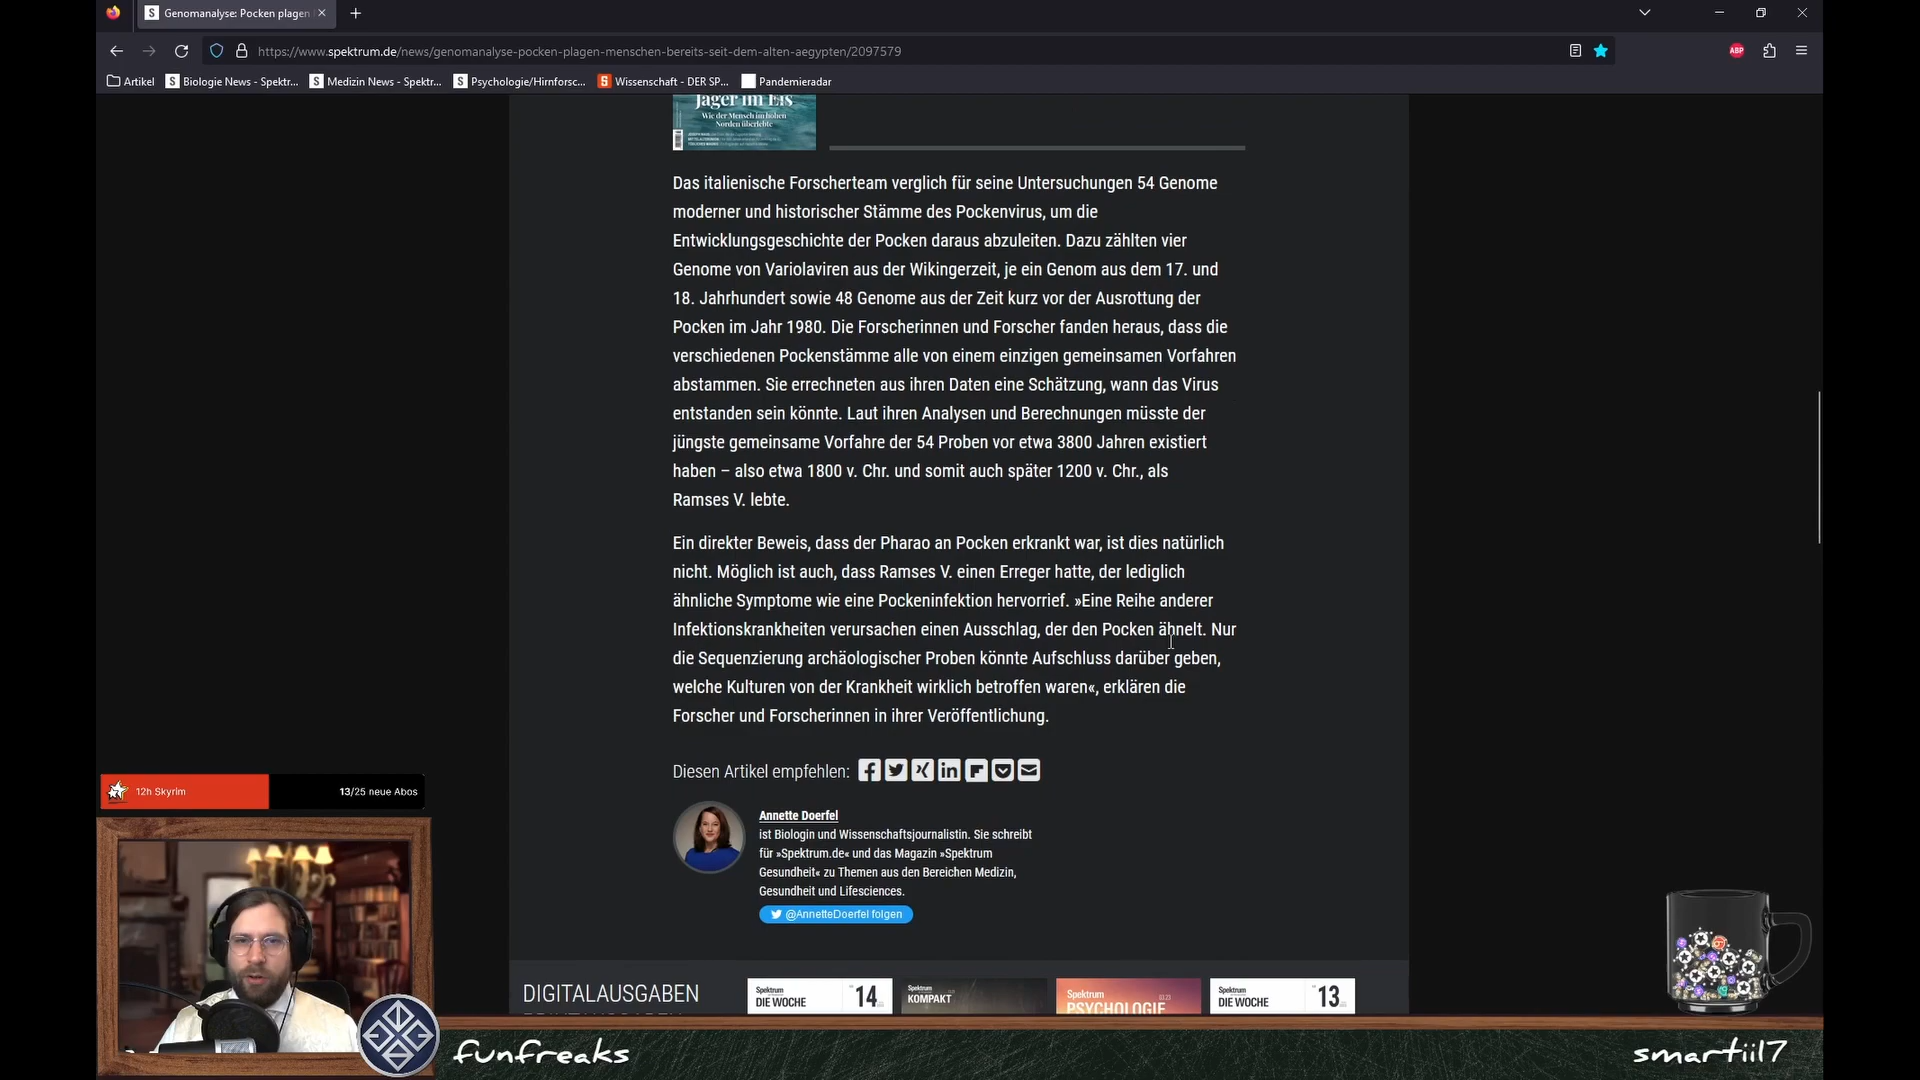 Genomanalyse: Pocken plagen
https://www.spektrum.de/news/genomanalyse-pocken-plagen-menschen-bereits-seit-dem-alten-aegypten/2097579
ABP
Artikel
Biologie News - Spektr...
Medizin News - Spektr...
Psychologie/Hirnforsc...
Wissenschaft - DER SP...
Pandemieradar
Jäger im Eis
Wie der Mensch im hohen
Norden überlebte
Das italienische Forscherteam verglich für seine Untersuchungen 54 Genome
moderner und historischer Stämme des Pockenvirus, um die
Entwicklungsgeschichte der Pocken daraus abzuleiten. Dazu zählten vier
Genome von Variolaviren aus der Wikingerzeit, je ein Genom aus dem 17. und
18. Jahrhundert sowie 48 Genome aus der Zeit kurz vor der Ausrottung der
Pocken im Jahr 1980. Die Forscherinnen und Forscher fanden heraus, dass die
verschiedenen Pockenstämme alle von einem einzigen gemeinsamen Vorfahren
abstammen. Sie errechneten aus ihren Daten eine Schätzung, wann das Virus
entstanden sein könnte. Laut ihren Analysen und Berechnungen müsste der
jüngste gemeinsame Vorfahre der 54 Proben vor etwa 3800 Jahren existiert
haben – also etwa 1800 v. Chr. und somit auch später 1200 v. Chr., als
Ramses V. lebte.
Ein direkter Beweis, dass der Pharao an Pocken erkrankt war, ist dies natürlich
nicht. Möglich ist auch, dass Ramses V. einen Erreger hatte, der lediglich
ähnliche Symptome wie eine Pockeninfektion hervorrief. »Eine Reihe anderer
Infektionskrankheiten verursachen einen Ausschlag, der den Pocken ähnelt. Nur
die Sequenzierung archäologischer Proben könnte Aufschluss darüber geben,
welche Kulturen von der Krankheit wirklich betroffen waren«, erklären die
Forscher und Forscherinnen in ihrer Veröffentlichung.
Diesen Artikel empfehlen:
Annette Doerfel
ist Biologin und Wissenschaftsjournalistin. Sie schreibt
für »Spektrum.de« und das Magazin »Spektrum
Gesundheit« zu Themen aus den Bereichen Medizin,
Gesundheit und Lifesciences.
@AnnetteDoerfel folgen
12h Skyrim
13/25 neue Abos
DIGITALAUSGABEN
Spektrum
DIE WOCHE
14
Spektrum
KOMPAKT
Spektrum
PSYCHOLOGIE
Spektrum
DIE WOCHE
13
funfreaks
smartiil7